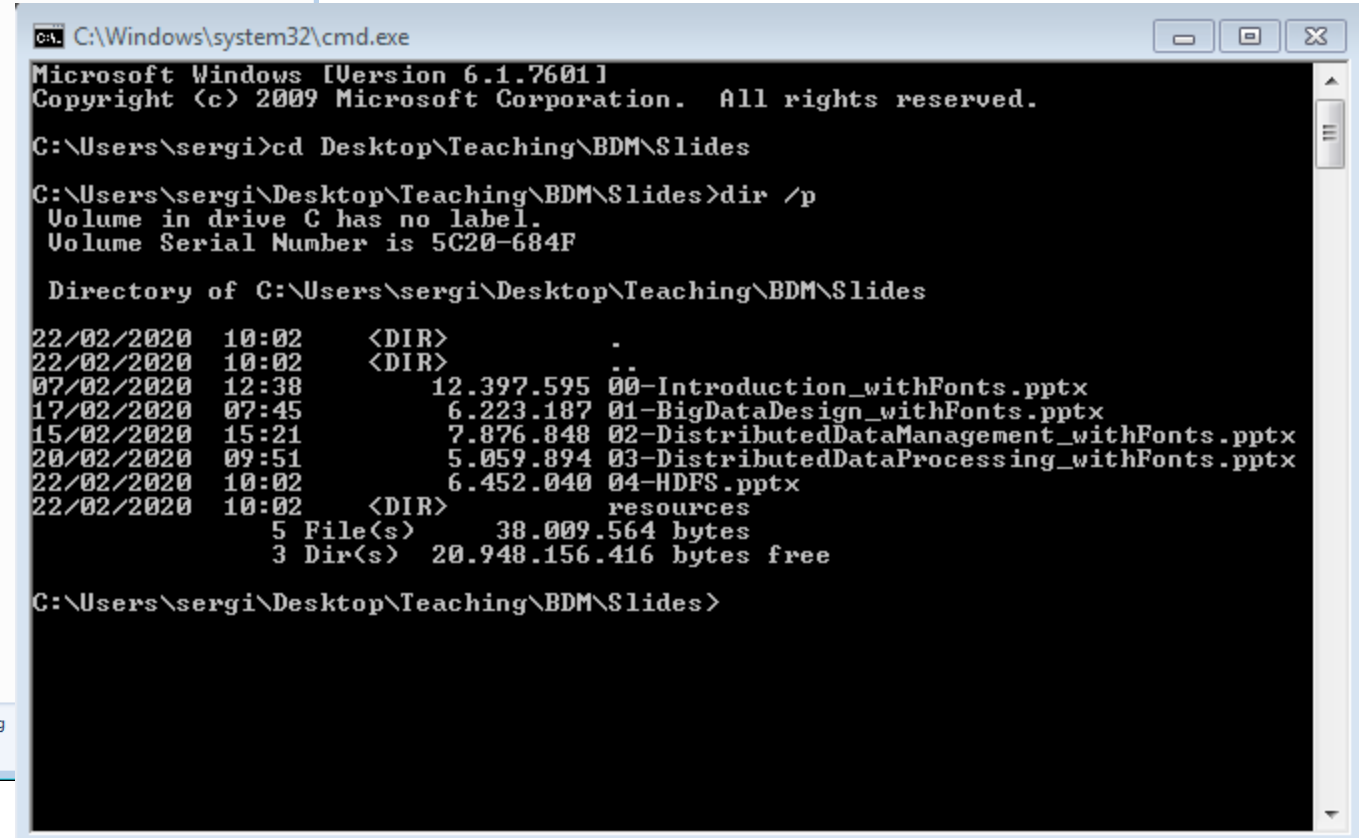 C:\Windows\system32\cmd.exe
Microsoft Windows [Version 6.1.7601]
Copyright (c) 2009 Microsoft Corporation.  All rights reserved.
C:\Users\sergi>cd Desktop\Teaching\BDM\Slides
C:\Users\sergi\Desktop\Teaching\BDM\Slides>dir /p
Volume in drive C has no label.
Volume Serial Number is 5C20-684F
Directory of C:\Users\sergi\Desktop\Teaching\BDM\Slides
22/02/2020  10:02    <DIR>          .
22/02/2020  10:02    <DIR>          ..
07/02/2020  12:38        12.397.595 00-Introduction_withFonts.pptx
17/02/2020  07:45         6.223.187 01-BigDataDesign_withFonts.pptx
15/02/2020  15:21         7.876.848 02-DistributedDataManagement_withFonts.pptx
20/02/2020  09:51         5.059.894 03-DistributedDataProcessing_withFonts.pptx
22/02/2020  10:02         6.452.040 04-HDFS.pptx
22/02/2020  10:02    <DIR>          resources
5 File(s)     38.009.564 bytes
3 Dir(s)  20.948.156.416 bytes free
C:\Users\sergi\Desktop\Teaching\BDM\Slides>